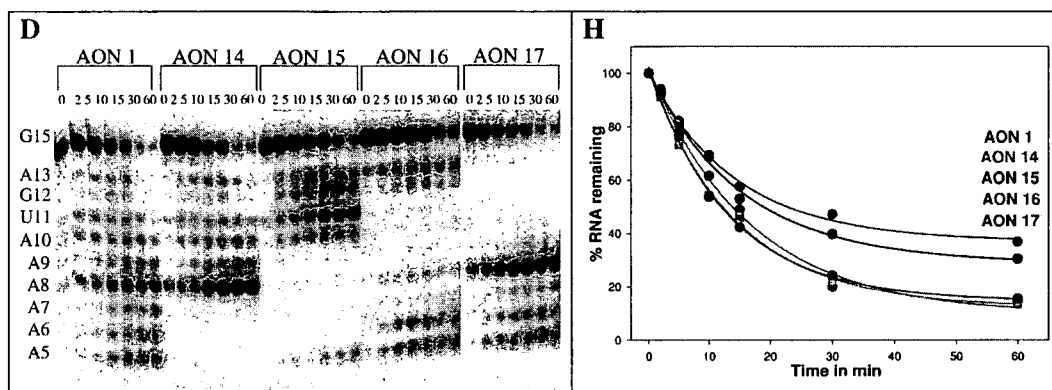 D
AON 1 AON 14 AON 15 AON 16 AON 17
0 2 5 10 15 30 60 0 2 5 10 15 30 60 0 2 5 10 15 30 60 0 2 5 10 15 30 60 0 2 5 10 15 30 60
G15
A13
G12
U11
A10
A9
A8
A7
A6
A5
H
% RNA remaining
100
80
60
40
20
0
AON 1
AON 14
AON 15
AON 16
AON 17
0 10 20 30 40 50 60
Time in min